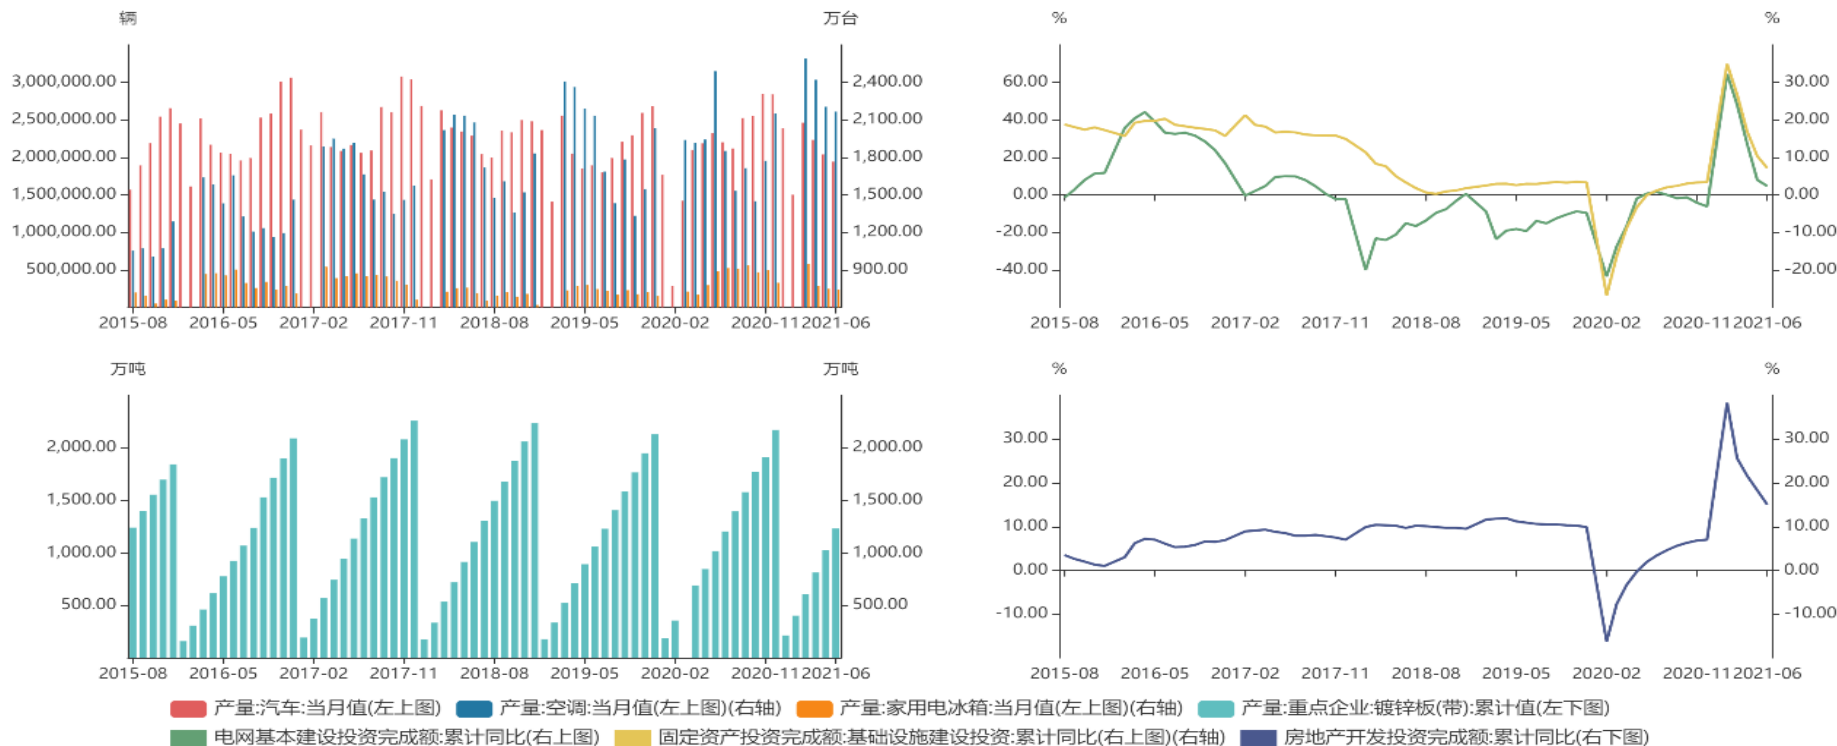 辆 万台
3,000,000.00 2,400.00
2,500,000.00 2,100.00
2,000,000.00 1,800.00
1,500,000.00 1,500.00
1,000,000.00 1,200.00
500,000.00 900.00
2015-08 2016-05 2017-02 2017-11 2018-08 2019-05 2020-02 2020-11 2021-06
% %
60.00 30.00
40.00 20.00
20.00 10.00
0.00 0.00
-20.00 -10.00
-40.00 -20.00
2015-08 2016-05 2017-02 2017-11 2018-08 2019-05 2020-02 2020-11 2021-06
万吨 万吨
2,000.00 2,000.00
1,500.00 1,500.00
1,000.00 1,000.00
500.00 500.00
2015-08 2016-05 2017-02 2017-11 2018-08 2019-05 2020-02 2020-11 2021-06
% %
30.00 30.00
20.00 20.00
10.00 10.00
0.00 0.00
-10.00 -10.00
2015-08 2016-05 2017-02 2017-11 2018-08 2019-05 2020-02 2020-11 2021-06
产量:汽车:当月值(左上图) 产量:空调:当月值(左上图)(右轴) 产量:家用电冰箱:当月值(左上图)(右轴) 产量:重点企业:镀锌板(带):累计值(左下图)
电网基本建设投资完成额:累计同比(右上图) 固定资产投资完成额:基础设施建设投资:累计同比(右上图)(右轴) 房地产开发投资完成额:累计同比(右下图)